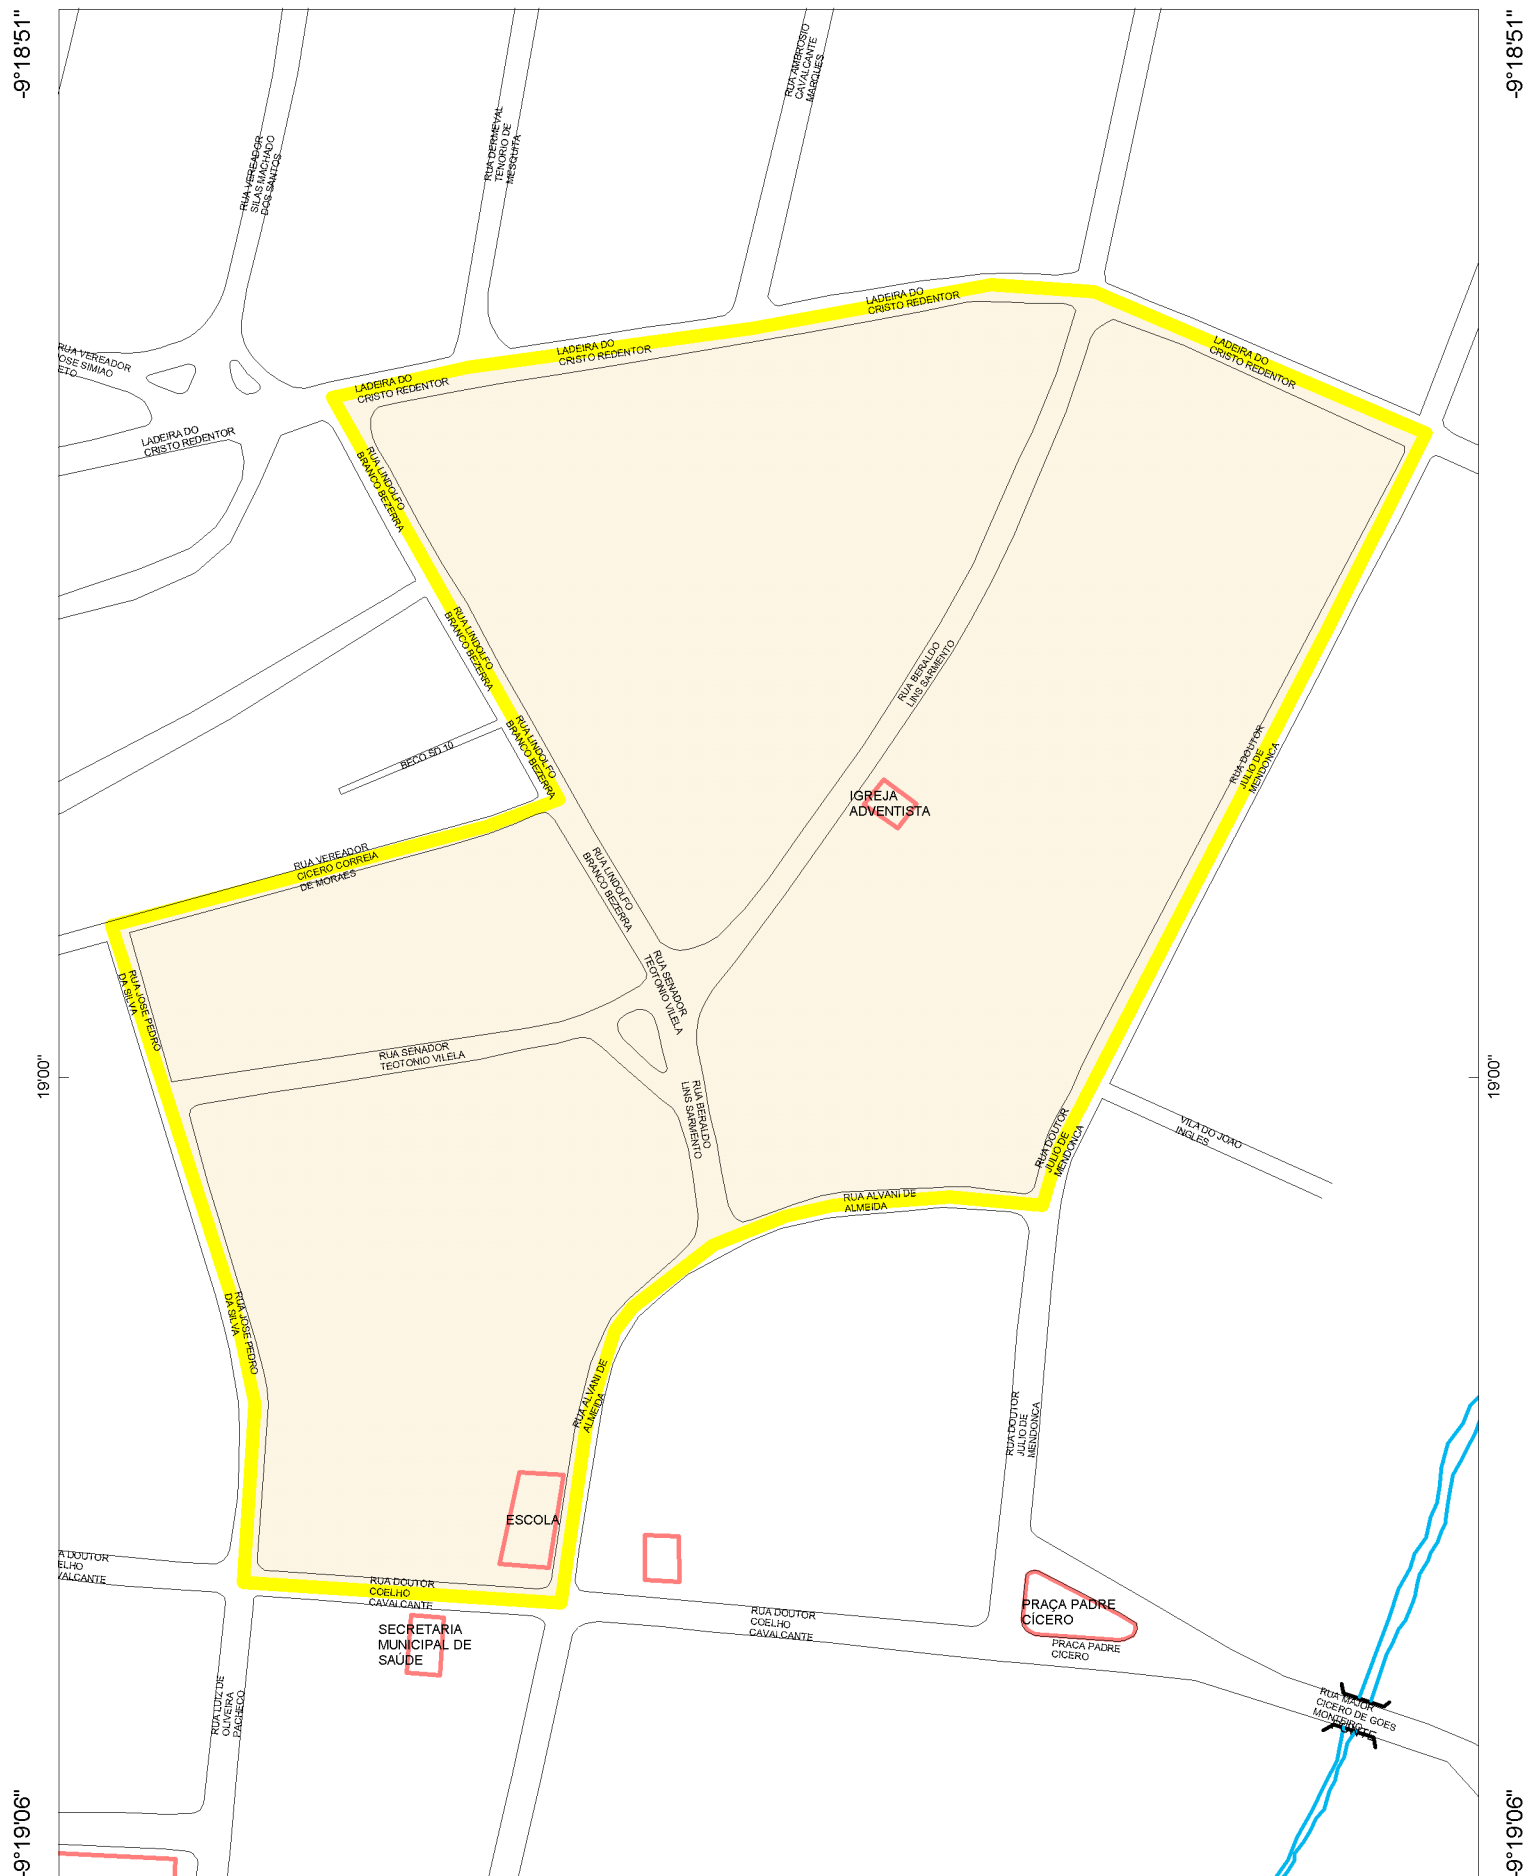 -9°18'51"
-9°18'51"
RUA AMBROSIO
CAVALCANTE
MARQUES
RUA VEREADOR
SILAS MACHADO
DOS SANTOS
RUA DERMEVAL
TENORIO DE
MESQUITA
LADEIRA DO
CRISTO REDENTOR
LADEIRA DO
CRISTO REDENTOR
LADEIRA DO
CRISTO REDENTOR
RUA VEREADOR
JOSE SIMIAO
ETO
LADEIRA DO
CRISTO REDENTOR
LADEIRA DO
CRISTO REDENTOR
RUA LINDOLFO
BRANCO BEZERRA
RUA LINDOLFO
BRANCO BEZERRA
RUA BERALDO
LINS SARMENTO
RUA LINDOLFO
BRANCO BEZERRA
BECO SD 10
RUA DOUTOR
JULIO DE
MENDONCA
IGREJA
ADVENTISTA
RUA VEREADOR
CICERO CORREIA
DE MORAES
RUA LINDOLFO
BRANCO BEZERRA
RUA SENADOR
TEOTONIO VILELA
RUA JOSE PEDRO
DA SILVA
RUA SENADOR
TEOTONIO VILELA
19'00"
19'00"
RUA BERALDO
LINS SARMENTO
RUA DOUTOR
JULIO DE
MENDONCA
VILA DO JOAO
INGLES
RUA ALVANI DE
ALMEIDA
RUA JOSE PEDRO
DA SILVA
RUA ALVANI DE
ALMEIDA
RUA DOUTOR
JULIO DE
MENDONCA
ESCOLA
A DOUTOR
ELHO
VALCANTE
RUA DOUTOR
COELHO
CAVALCANTE
RUA DOUTOR
COELHO
CAVALCANTE
PRAÇA PADRE
CÍCERO
PRACA PADRE
CICERO
SECRETARIA
MUNICIPAL DE
SAÚDE
RUA LUIZ DE
OLIVEIRA
PACHECO
RUA MAJOR
CICERO DE GOES
MONTEIRO
-9°19'06"
-9°19'06"